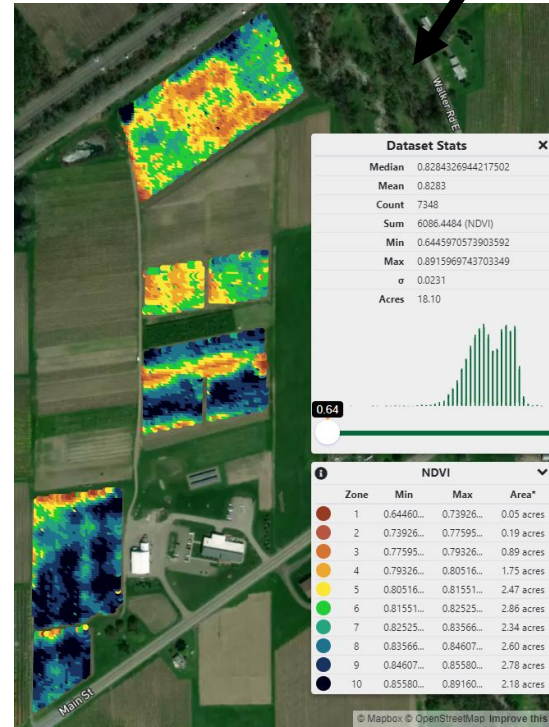 Walker Rd E
Dataset Stats ×
Median 0.8284326944217502
Mean 0.8283
Count 7348
Sum 6086.4484 (NDVI)
Min 0.6445970573903592
Max 0.8915969743703349
σ 0.0231
Acres 18.10
0.64
NDVI
Zone Min Max Area*
1 0.64460... 0.73926... 0.05 acres
2 0.73926... 0.77595... 0.19 acres
3 0.77595... 0.79326... 0.89 acres
4 0.79326... 0.80516... 1.75 acres
5 0.80516... 0.81551... 2.47 acres
6 0.81551... 0.82525... 2.86 acres
7 0.82525... 0.83566... 2.34 acres
8 0.83566... 0.84607... 2.60 acres
9 0.84607... 0.85580... 2.78 acres
10 0.85580... 0.89160... 2.18 acres
Main St
© Mapbox © OpenStreetMap Improve this